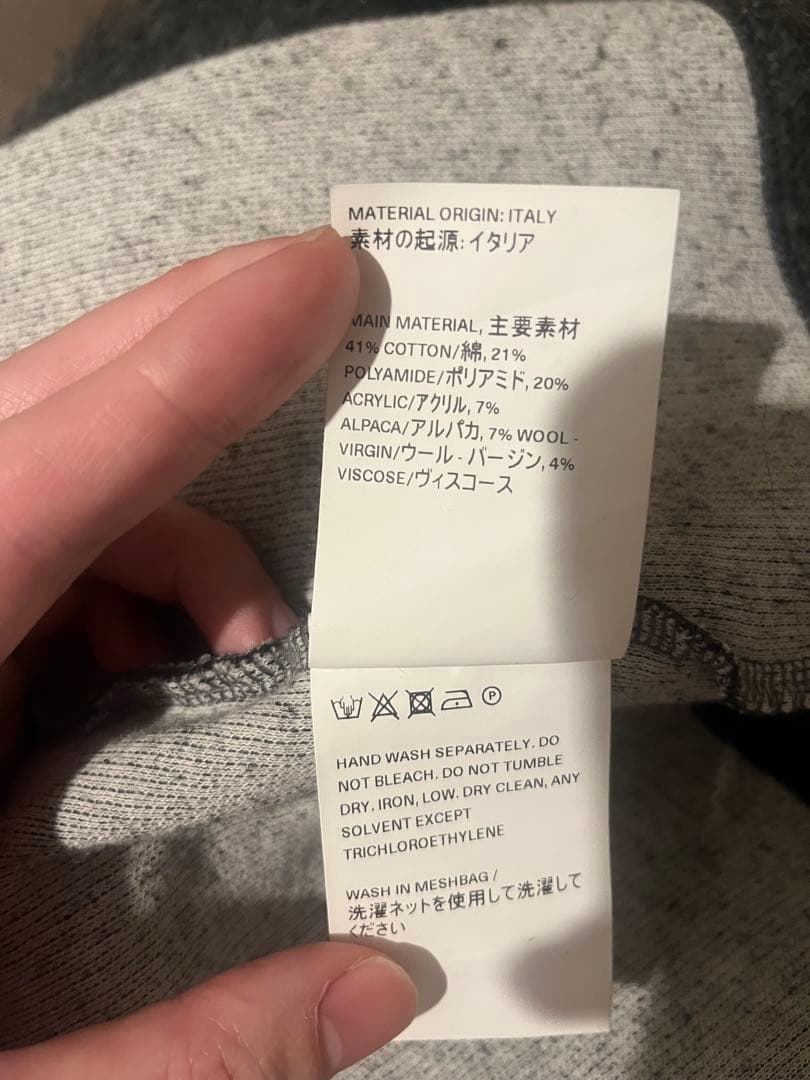 MATERIAL ORIGIN: ITALY
素材の起源: イタリア
MAIN MATERIAL, 主要素材
41% COTTON/綿, 21%
POLYAMIDE/ポリアミド, 20%
ACRYLIC/アクリル, 7%
ALPACA/アルパカ, 7% WOOL -
VIRGIN/ウール - バージン, 4%
VISCOSE/ヴィスコース
P
HAND WASH SEPARATELY. DO
NOT BLEACH. DO NOT TUMBLE
DRY. IRON, LOW. DRY CLEAN, ANY
SOLVENT EXCEPT
TRICHLOROETHYLENE
WASH IN MESHBAG /
洗濯ネットを使用して洗濯して
ください